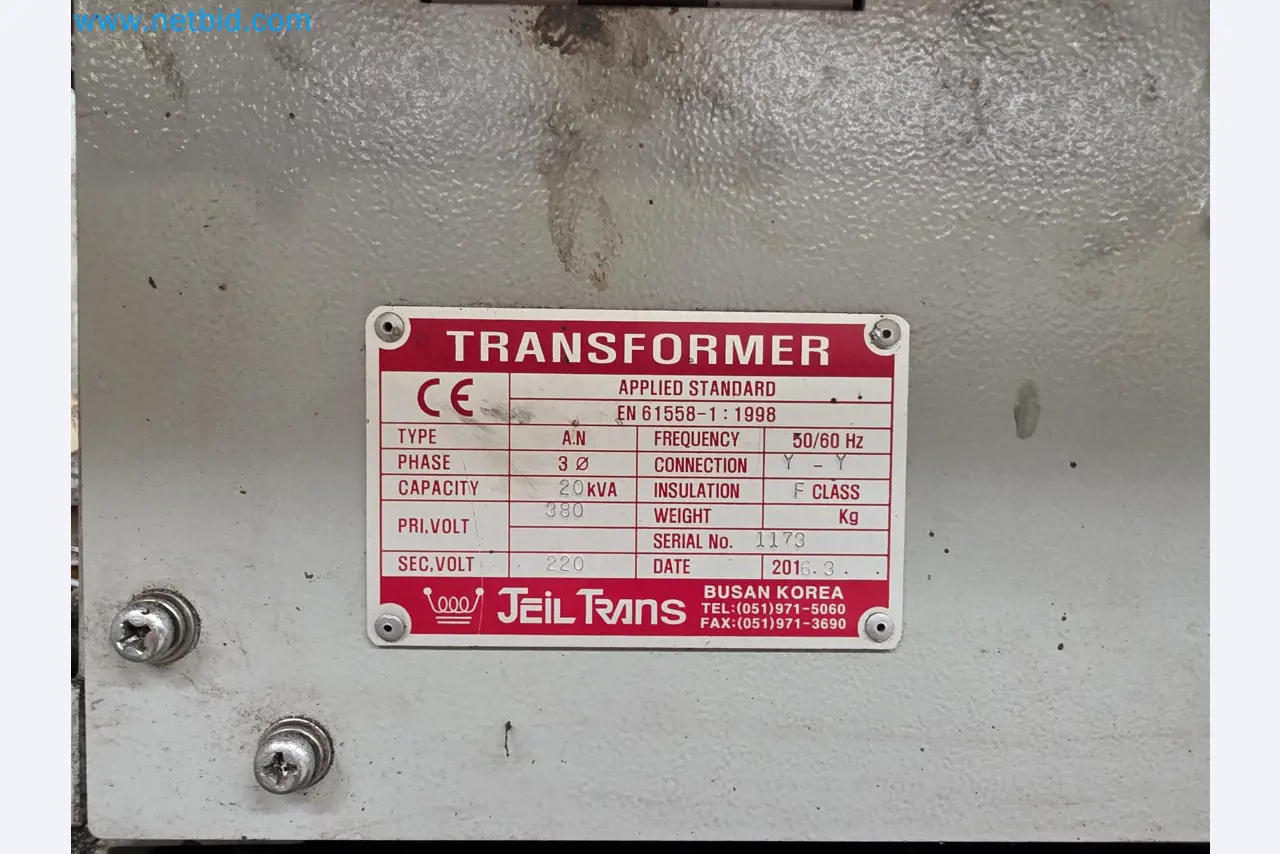 www.netbid.com
TRANSFORMER
CE APPLIED STANDARD
EN 61558-1 : 1998
TYPE A.N FREQUENCY 50/60 Hz
PHASE 3 Ø CONNECTION Y - Y
CAPACITY 20 kVA INSULATION F CLASS
PRI,VOLT 380 WEIGHT Kg
SERIAL No. 1173
SEC,VOLT 220 DATE 2016.3 .
JEIL TRANS BUSAN KOREA
TEL:(051)971-5060
FAX:(051)971-3690